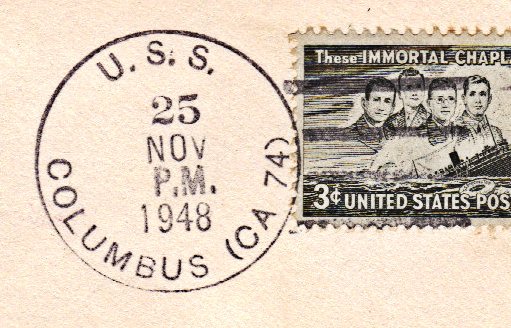 U. S. S.
25
NOV
P.M.
1948
COLUMBUS (CA 74)
These IMMORTAL CHAPL
3¢ UNITED STATES POS